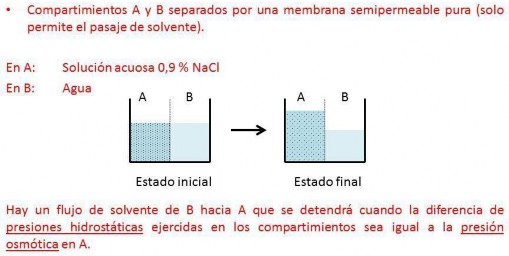 • Compartimientos A y B separados por una membrana semipermeable pura (solo
permite el pasaje de solvente).
En A: Solución acuosa 0,9 % NaCl
En B: Agua
A B A B
Estado inicial Estado final
Hay un flujo de solvente de B hacia A que se detendrá cuando la diferencia de
presiones hidrostáticas ejercidas en los compartimientos sea igual a la presión
osmótica en A.